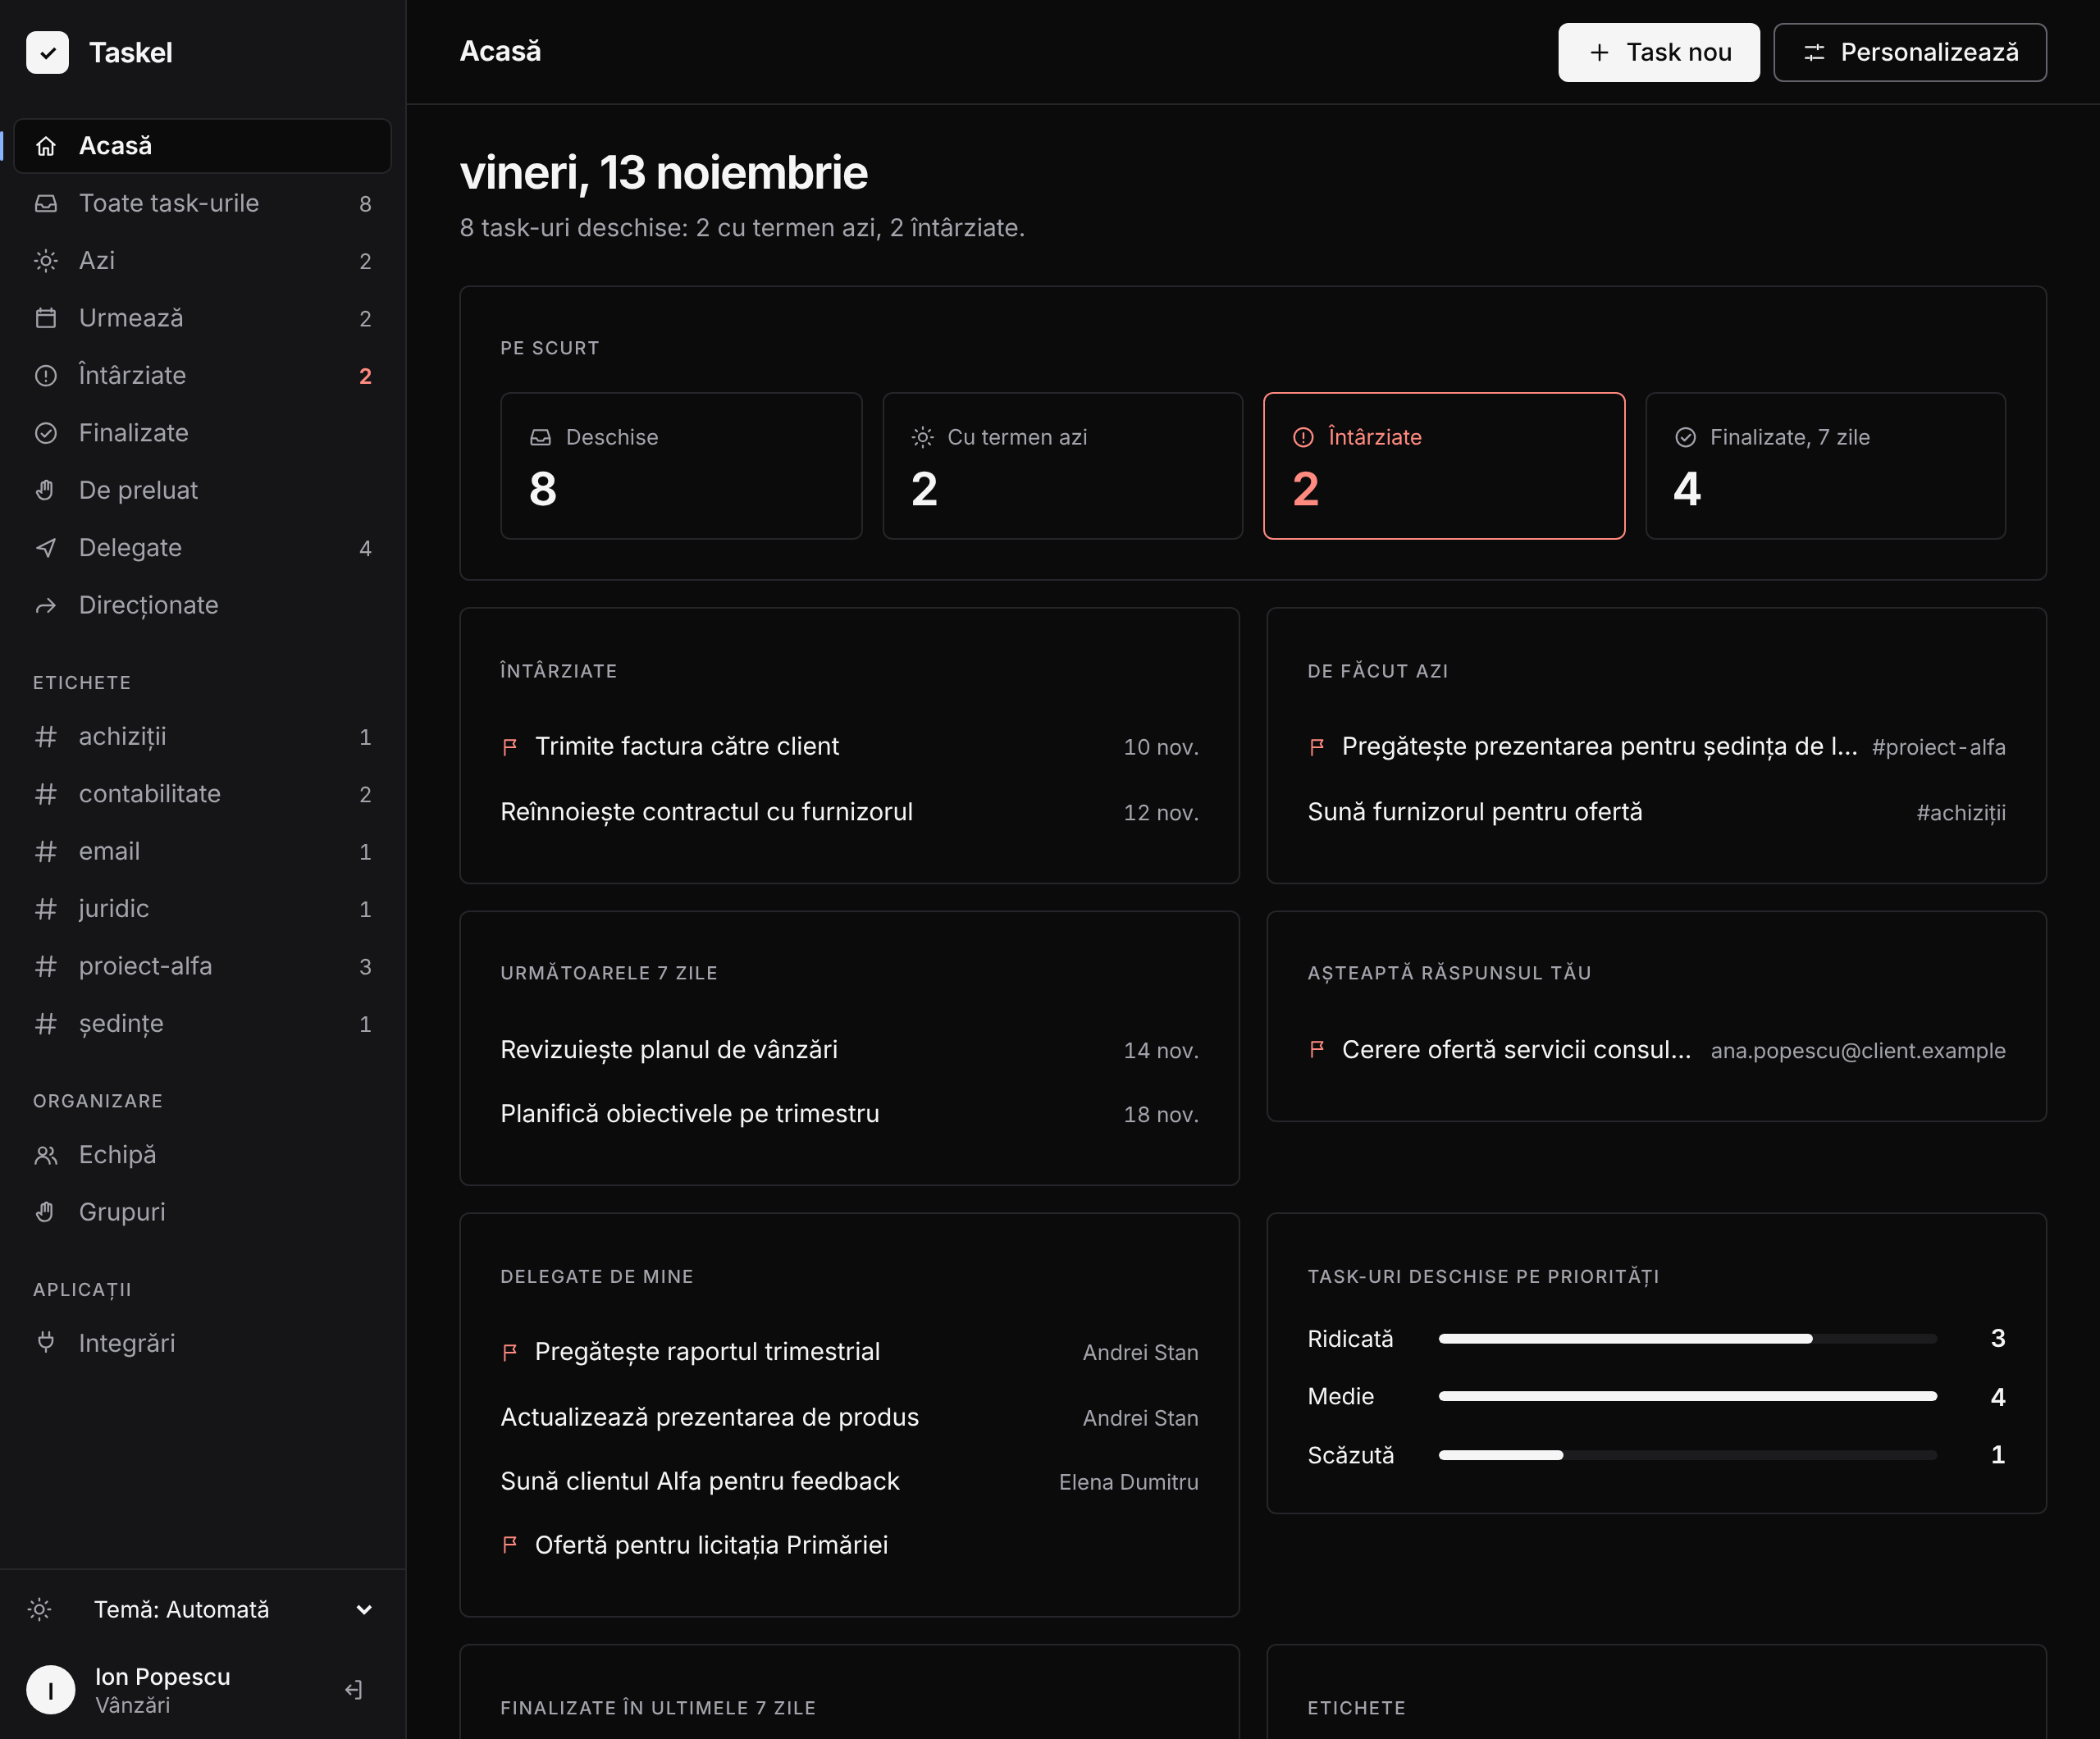 Taskel
Acasă
Toate task-urile 8
Azi 2
Urmează 2
Întârziate 2
Finalizate
De preluat
Delegate 4
Direcționate
ETICHETE
# achiziții 1
# contabilitate 2
# email 1
# juridic 1
# proiect-alfa 3
# ședințe 1
ORGANIZARE
Echipă
Grupuri
APLICAȚII
Integrări
Temă: Automată
I
Ion Popescu
Vânzări
Acasă
+ Task nou
Personalizează
vineri, 13 noiembrie
8 task-uri deschise: 2 cu termen azi, 2 întârziate.
PE SCURT
Deschise
8
Cu termen azi
2
Întârziate
2
Finalizate, 7 zile
4
ÎNTÂRZIATE
Trimite factura către client 10 nov.
Reînnoiește contractul cu furnizorul 12 nov.
DE FĂCUT AZI
Pregătește prezentarea pentru ședința de l... #proiect-alfa
Sună furnizorul pentru ofertă #achiziții
URMĂTOARELE 7 ZILE
Revizuiește planul de vânzări 14 nov.
Planifică obiectivele pe trimestru 18 nov.
AȘTEAPTĂ RĂSPUNSUL TĂU
Cerere ofertă servicii consul... ana.popescu@client.example
DELEGATE DE MINE
Pregătește raportul trimestrial Andrei Stan
Actualizează prezentarea de produs Andrei Stan
Sună clientul Alfa pentru feedback Elena Dumitru
Ofertă pentru licitația Primăriei
TASK-URI DESCHISE PE PRIORITĂȚI
Ridicată 3
Medie 4
Scăzută 1
FINALIZATE ÎN ULTIMELE 7 ZILE
ETICHETE